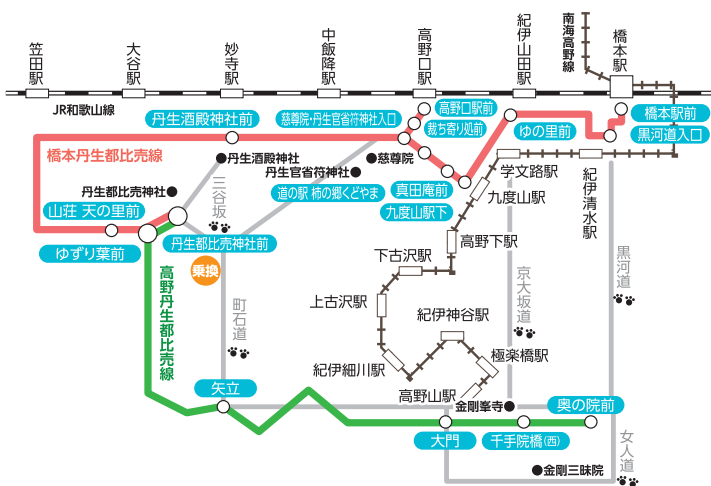 笠田駅
大谷駅
妙寺駅
中飯降駅
高野口駅
紀伊山田駅
南海高野線
橋本駅
JR和歌山線
丹生酒殿神社前
慈尊院・丹生官省符神社入口
高野口駅前
裁ち寄り処前
ゆの里前
橋本駅前
黒河道入口
橋本丹生都比売線
丹生酒殿神社
慈尊院
丹生官省符神社
道の駅 柿の郷くどやま
真田庵前
九度山駅下
学文路駅
九度山駅
紀伊清水駅
丹生都比売神社
三谷坂
山荘 天の里前
ゆずり葉前
丹生都比売神社前
乗換
高野下駅
下古沢駅
上古沢駅
紀伊細川駅
紀伊神谷駅
極楽橋駅
高野山駅
京大坂道
黒河道
高野丹生都比売線
町石道
矢立
金剛峯寺
奥の院前
大門
千手院橋(西)
女人道
金剛三昧院